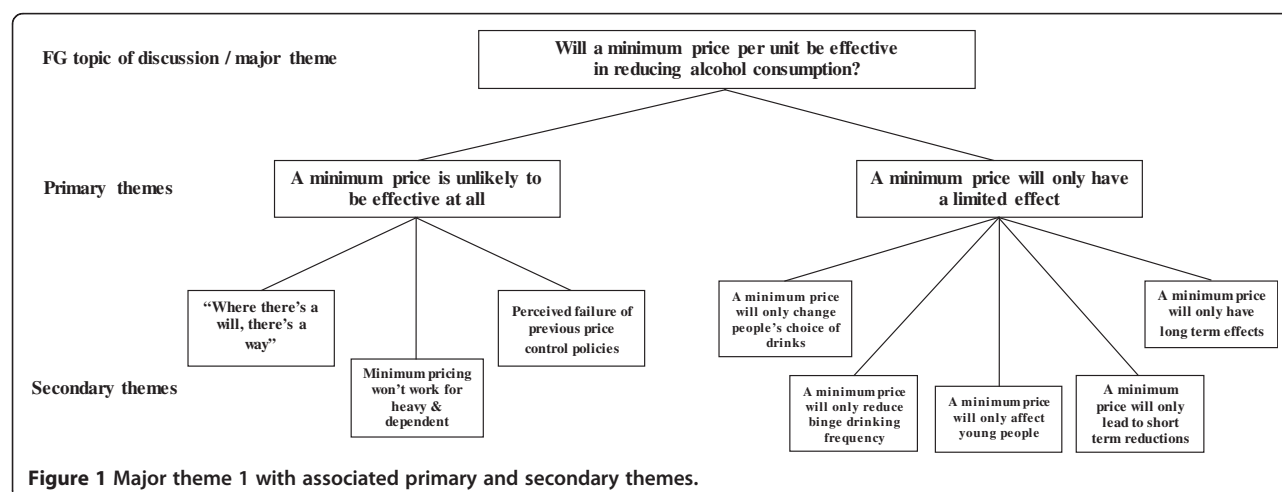 FG topic of discussion / major theme
Will a minimum price per unit be effective
in reducing alcohol consumption?
Primary themes
A minimum price is unlikely to
be effective at all
A minimum price will only have
a limited effect
Secondary themes
"Where there's a
will, there's a
way"
Minimum pricing
won't work for
heavy &
dependent
Perceived failure of
previous price
control policies
A minimum price
will only change
people's choice of
drinks
A minimum price
will only reduce
binge drinking
frequency
A minimum price
will only affect
young people
A minimum
price will only
lead to short
term reductions
A minimum price
will only have
long term effects
Figure 1 Major theme 1 with associated primary and secondary themes.